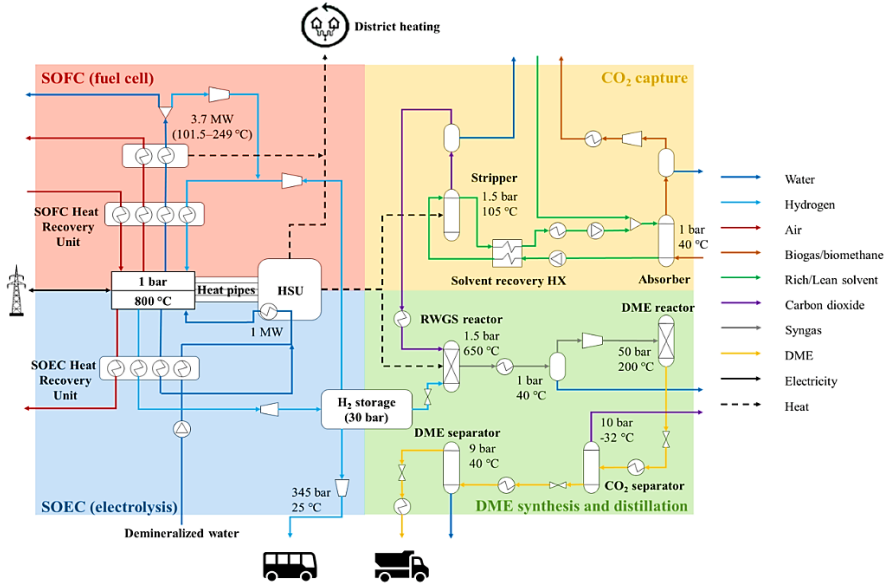 District heating
SOFC (fuel cell)
CO₂ capture
3.7 MW
(101.5–249 °C)
Stripper
1.5 bar
105 °C
SOFC Heat
Recovery
Unit
1 bar
40 °C
Solvent recovery HX
Absorber
1 bar
800 °C
Heat pipes
HSU
1 MW
RWGS reactor
1.5 bar
650 °C
DME reactor
50 bar
200 °C
1 bar
40 °C
SOEC Heat
Recovery
Unit
H₂ storage
(30 bar)
DME separator
9 bar
40 °C
10 bar
-32 °C
CO₂ separator
345 bar
25 °C
SOEC (electrolysis)
DME synthesis and distillation
Demineralized water
Water
Hydrogen
Air
Biogas/biomethane
Rich/Lean solvent
Carbon dioxide
Syngas
DME
Electricity
Heat